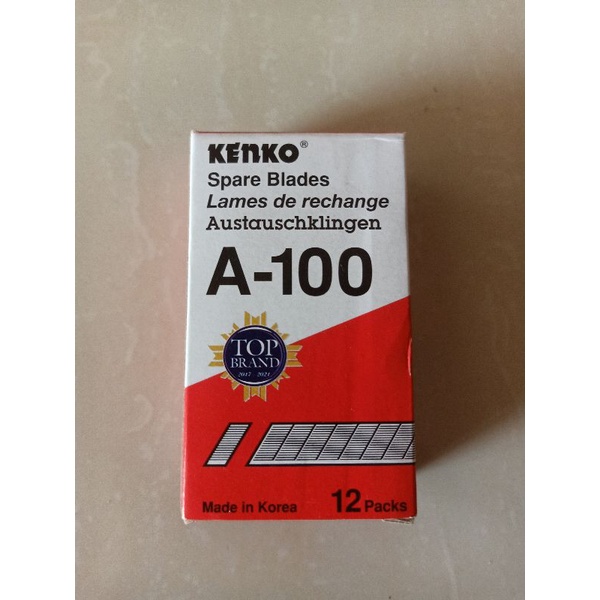 KENKO®
Spare Blades
Lames de rechange
Austauschklingen
A-100
TOP
BRAND
2017 - 2021
Made in Korea
12 Packs